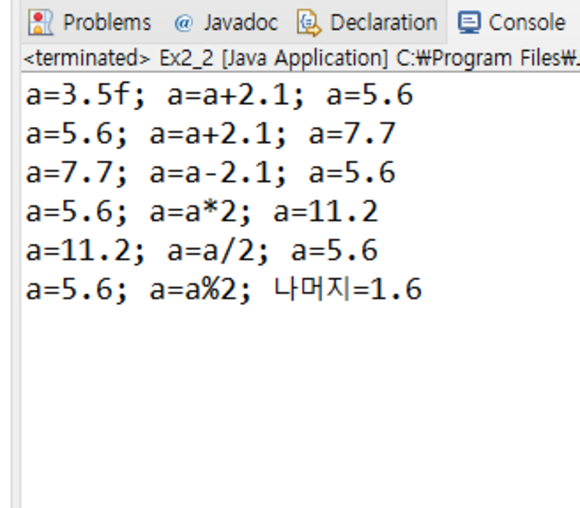 Problems @ Javadoc Declaration Console
<terminated> Ex2_2 [Java Application] C:₩Program Files₩
a=3.5f; a=a+2.1; a=5.6
a=5.6; a=a+2.1; a=7.7
a=7.7; a=a-2.1; a=5.6
a=5.6; a=a*2; a=11.2
a=11.2; a=a/2; a=5.6
a=5.6; a=a%2; 나머지=1.6